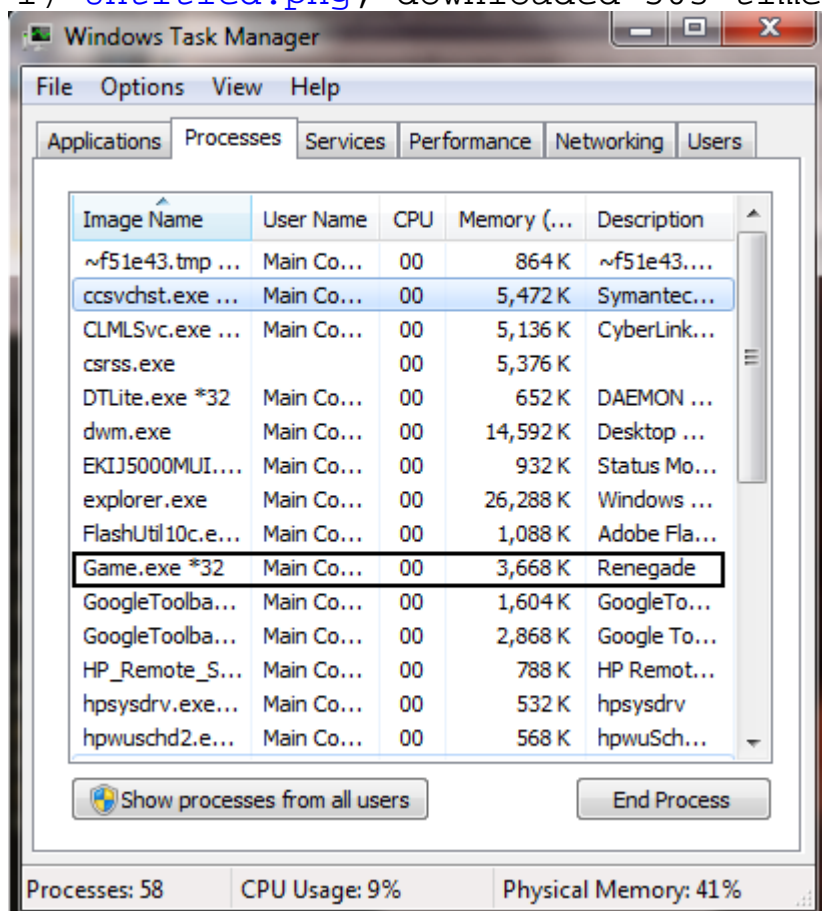 Windows Task Manager
File Options View Help
Applications Processes Services Performance Networking Users
Image Name User Name CPU Memory (... Description
~f51e43.tmp ... Main Co... 00 864 K ~f51e43....
ccsvchst.exe ... Main Co... 00 5,472 K Symantec...
CLMLSvc.exe ... Main Co... 00 5,136 K CyberLink...
csrss.exe 00 5,376 K
DTLite.exe *32 Main Co... 00 652 K DAEMON ...
dwm.exe Main Co... 00 14,592 K Desktop ...
EKIJ5000MUI.... Main Co... 00 932 K Status Mo...
explorer.exe Main Co... 00 26,288 K Windows ...
FlashUtil10c.e... Main Co... 00 1,088 K Adobe Fla...
Game.exe *32 Main Co... 00 3,668 K Renegade
GoogleToolba... Main Co... 00 1,604 K GoogleTo...
GoogleToolba... Main Co... 00 2,868 K Google To...
HP_Remote_S... Main Co... 00 788 K HP Remot...
hpsysdrv.exe... Main Co... 00 532 K hpsysdrv
hpwuschd2.e... Main Co... 00 568 K hpwuSch...
Show processes from all users End Process
Processes: 58 CPU Usage: 9% Physical Memory: 41%